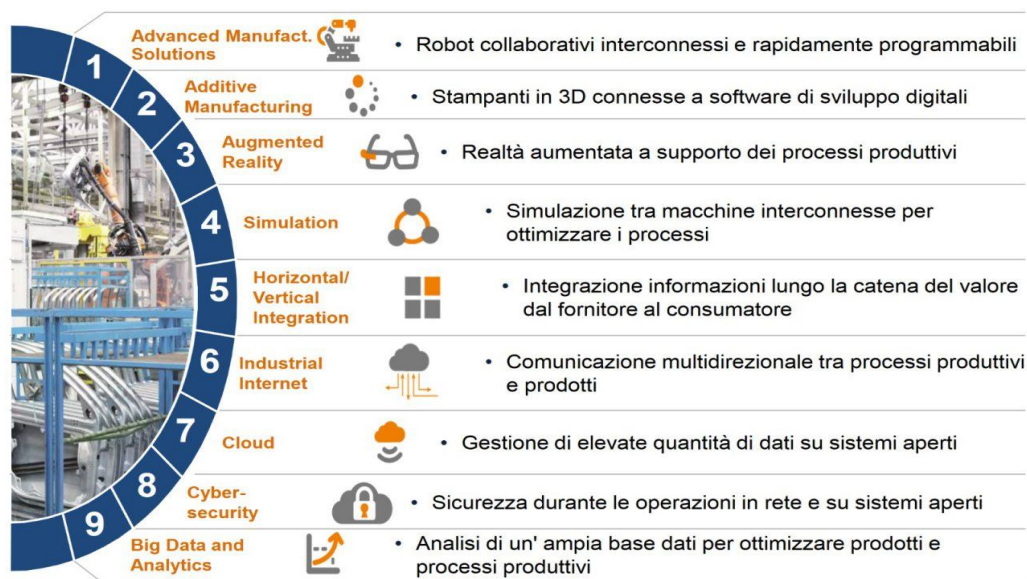 1
Advanced Manufact.
Solutions
• Robot collaborativi interconnessi e rapidamente programmabili
2
Additive
Manufacturing
• Stampanti in 3D connesse a software di sviluppo digitali
3
Augmented
Reality
• Realtà aumentata a supporto dei processi produttivi
4
Simulation
• Simulazione tra macchine interconnesse per
ottimizzare i processi
5
Horizontal/
Vertical
Integration
• Integrazione informazioni lungo la catena del valore
dal fornitore al consumatore
6
Industrial
Internet
• Comunicazione multidirezionale tra processi produttivi
e prodotti
7
Cloud
• Gestione di elevate quantità di dati su sistemi aperti
8
Cyber-
security
• Sicurezza durante le operazioni in rete e su sistemi aperti
9
Big Data and
Analytics
• Analisi di un' ampia base dati per ottimizzare prodotti e
processi produttivi